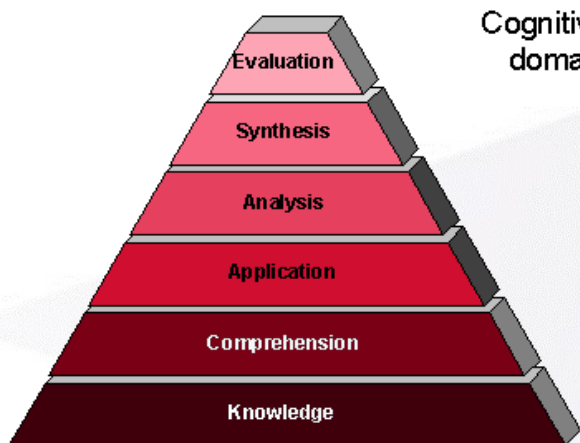 Cognitiv
doma
Evaluation
Synthesis
Analysis
Application
Comprehension
Knowledge